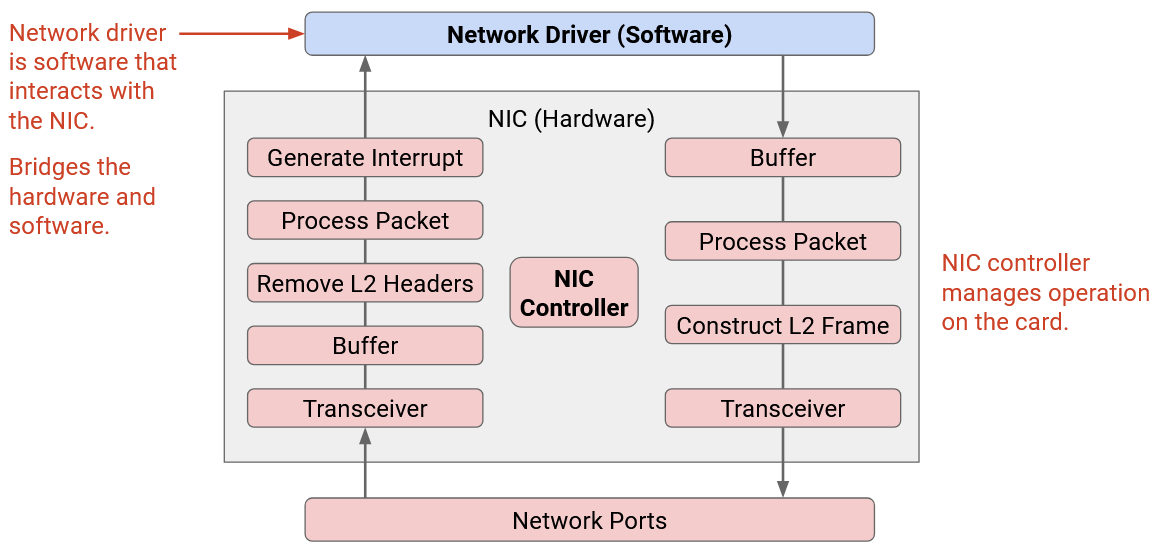 Network driver
is software that
interacts with
the NIC.
Bridges the
hardware and
software.
Network Driver (Software)
NIC (Hardware)
Generate Interrupt
Process Packet
Remove L2 Headers
Buffer
Transceiver
NIC
Controller
Buffer
Process Packet
Construct L2 Frame
Transceiver
NIC controller
manages operation
on the card.
Network Ports